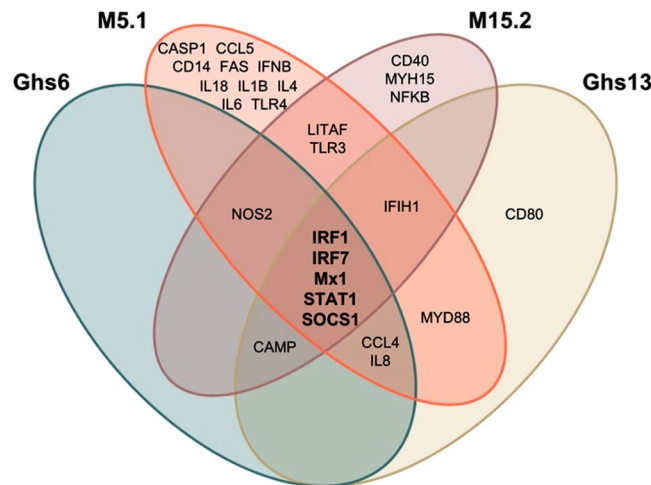 M5.1
M15.2
Ghs6
Ghs13
CASP1 CCL5
CD14 FAS IFNB
IL18 IL1B IL4
IL6 TLR4
CD40
MYH15
NFKB
LITAF
TLR3
NOS2
IFIH1
CD80
IRF1
IRF7
Mx1
STAT1
SOCS1
MYD88
CAMP
CCL4
IL8